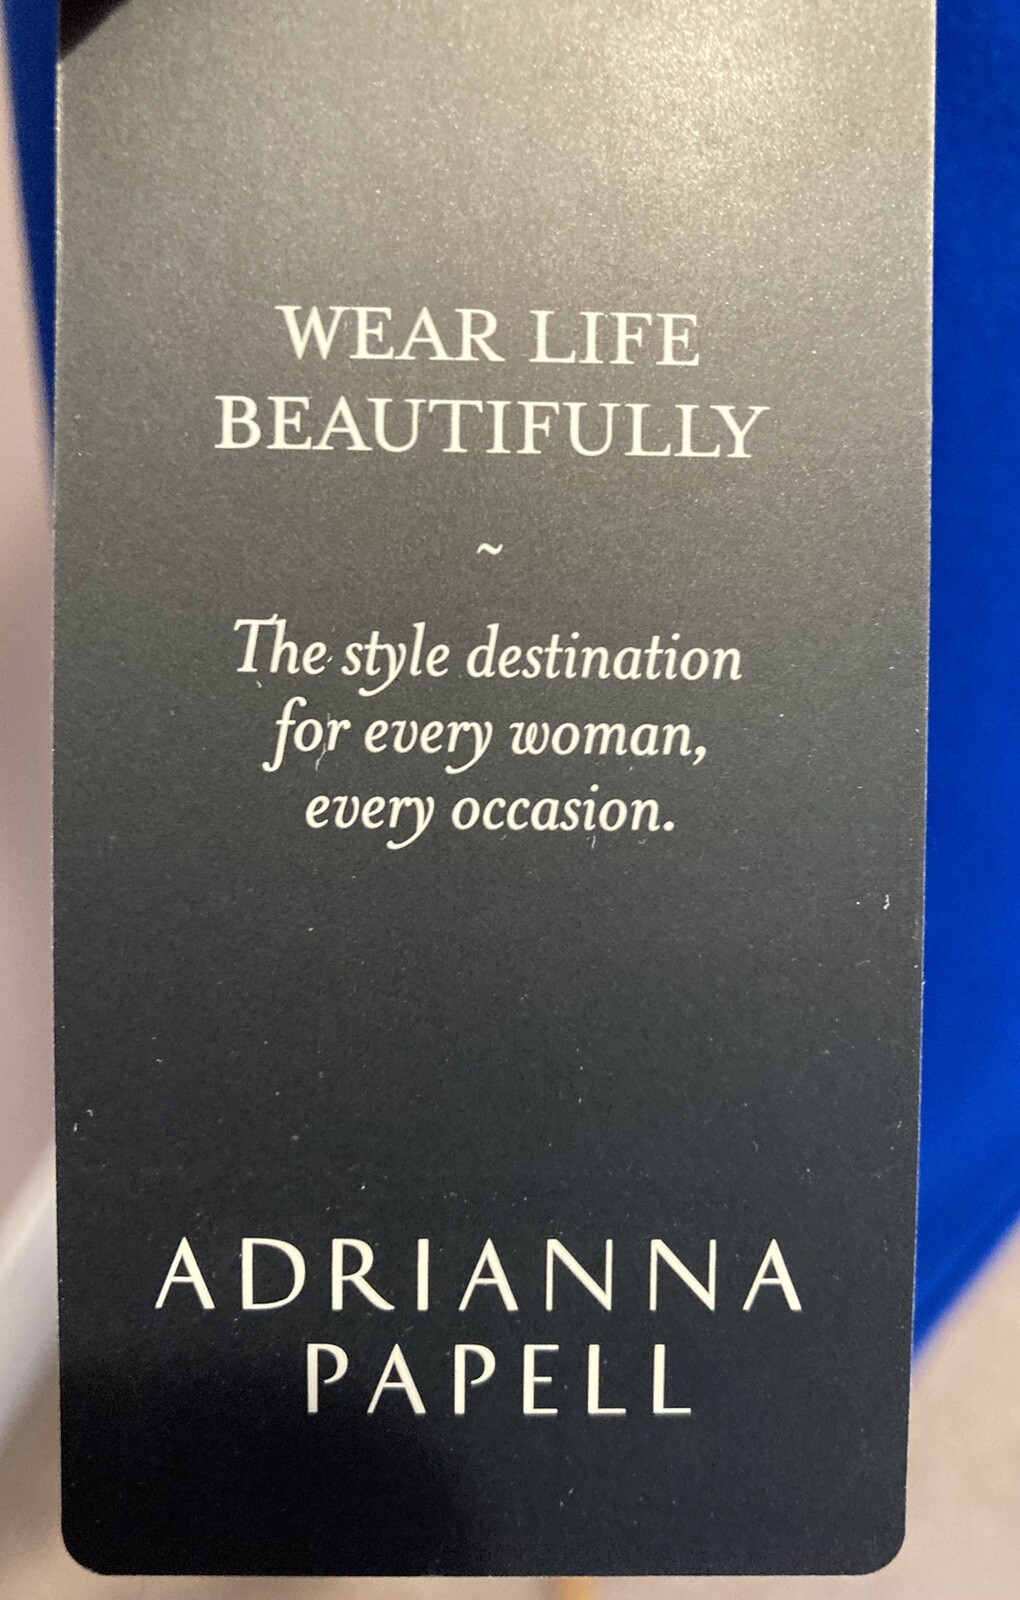 WEAR LIFE
BEAUTIFULLY
~
The style destination
for every woman,
every occasion.
ADRIANNA
PAPELL